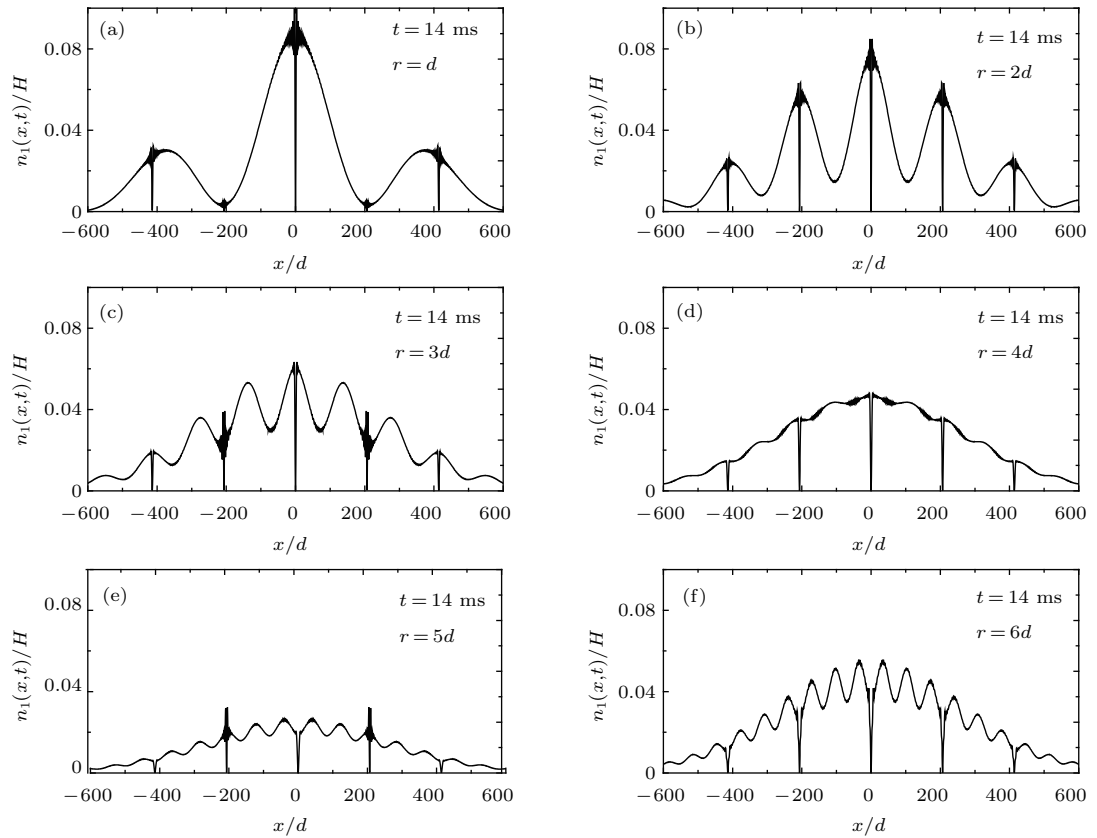 (a)
t = 14 ms
r = d
n1(x,t)/H
0.08
0.04
0
−600 −400 −200 0 200 400 600
x/d
(b)
t = 14 ms
r = 2d
n1(x,t)/H
0.08
0.04
0
−600 −400 −200 0 200 400 600
x/d
(c)
t = 14 ms
r = 3d
n1(x,t)/H
0.08
0.04
0
−600 −400 −200 0 200 400 600
x/d
(d)
t = 14 ms
r = 4d
n1(x,t)/H
0.08
0.04
0
−600 −400 −200 0 200 400 600
x/d
(e)
t = 14 ms
r = 5d
n1(x,t)/H
0.08
0.04
0
−600 −400 −200 0 200 400 600
x/d
(f)
t = 14 ms
r = 6d
n1(x,t)/H
0.08
0.04
0
−600 −400 −200 0 200 400 600
x/d